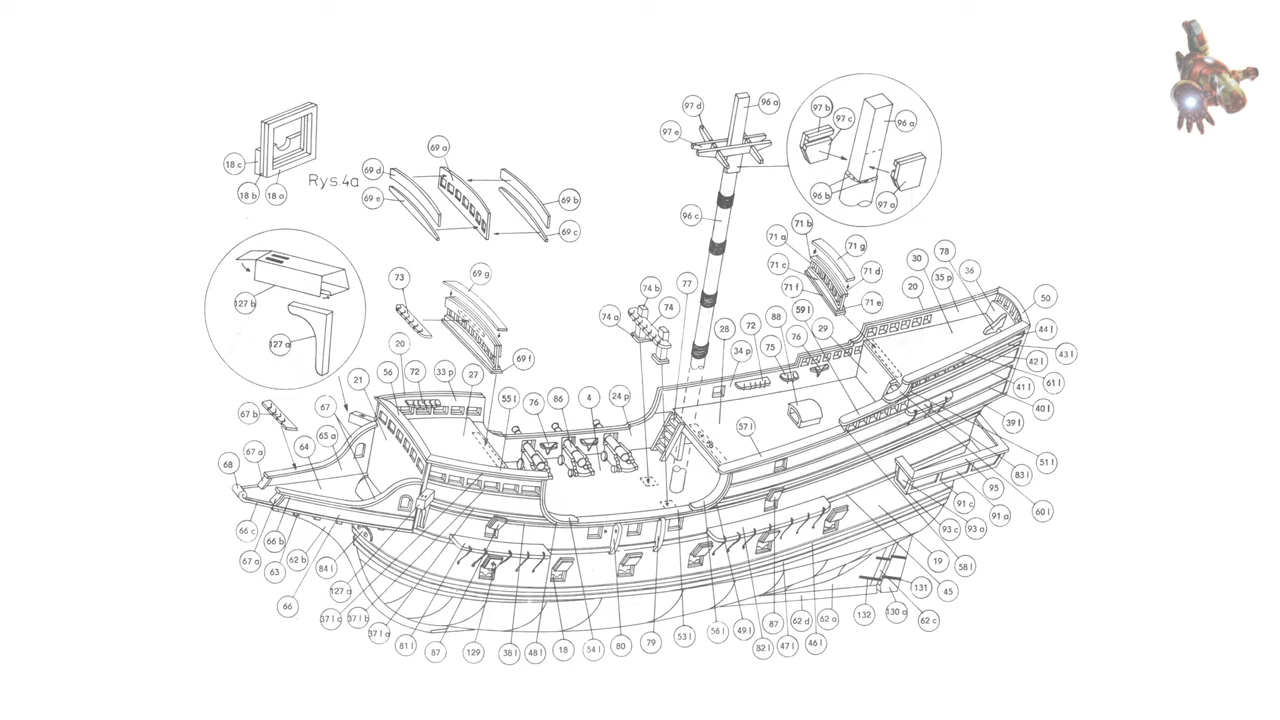 97 d
96 a
97 b
97 c
69 a
97 e
96 a
18 c
69 d
Rys.4a
18 b
18 a
69 e
69 b
96 b
97 a
69 c
96 c
71 b
71 a
71 g
30
78
71 c
71 d
35 p
36
73
69 g
74 b
77
71 f
20
50
127 b
74 a
74
71 e
59 l
88
29
44 l
127 a
20
69 f
28
72
75
76
43 l
34 p
42 l
21
56
72
33 p
27
61 l
55 l
76
86
4
24 p
41 l
67 b
67
40 l
65 a
57 l
39 l
64
67 a
68
51 l
83 l
95
60 l
91 c
91 a
66 c
66 b
93 c
93 a
67 a
63
62 b
84 l
19
58 l
66
127 a
131
45
37 l c
37 l b
132
130 a
37 l a
62 d
62 a
62 c
81 l
87
129
38 l
48 l
18
54 l
80
79
53 l
56 l
49 l
87
82 l
47 l
46 l